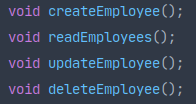 void createEmployee();
void readEmployees();
void updateEmployee();
void deleteEmployee();